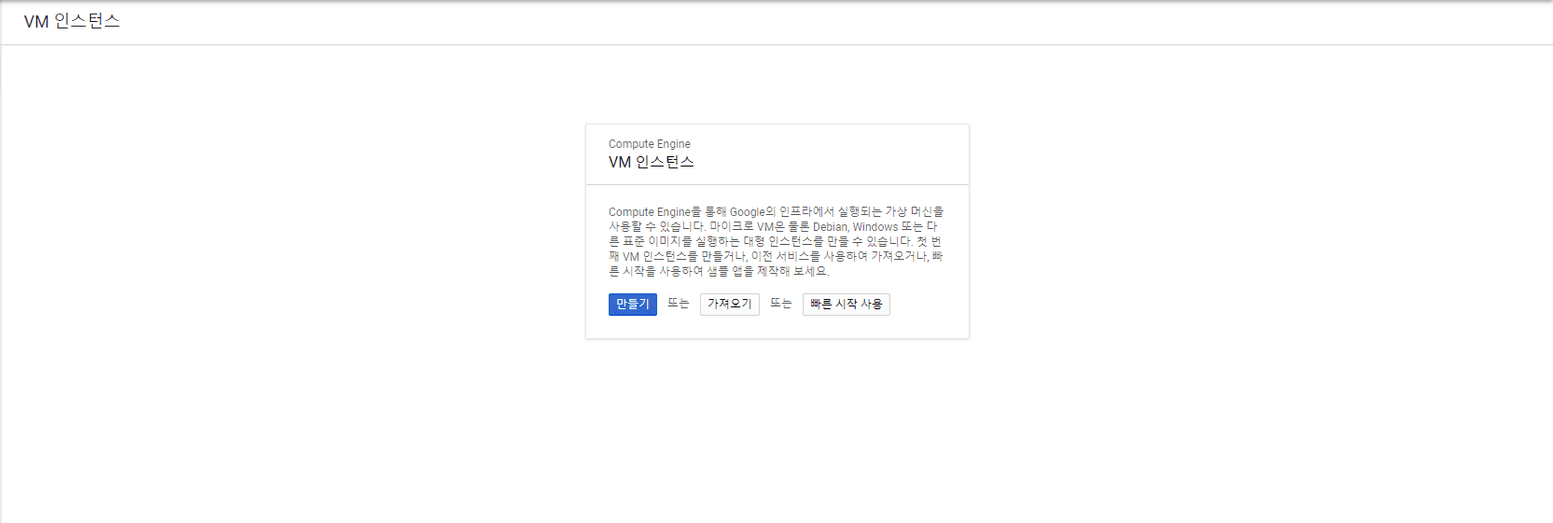 VM 인스턴스
Compute Engine
VM 인스턴스
Compute Engine을 통해 Google의 인프라에서 실행되는 가상 머신을
사용할 수 있습니다. 마이크로 VM은 물론 Debian, Windows 또는 다
른 표준 이미지를 실행하는 대형 인스턴스를 만들 수 있습니다. 첫 번
째 VM 인스턴스를 만들거나, 이전 서비스를 사용하여 가져오거나, 빠
른 시작을 사용하여 샘플 앱을 제작해 보세요.
만들기 또는 가져오기 또는 빠른 시작 사용